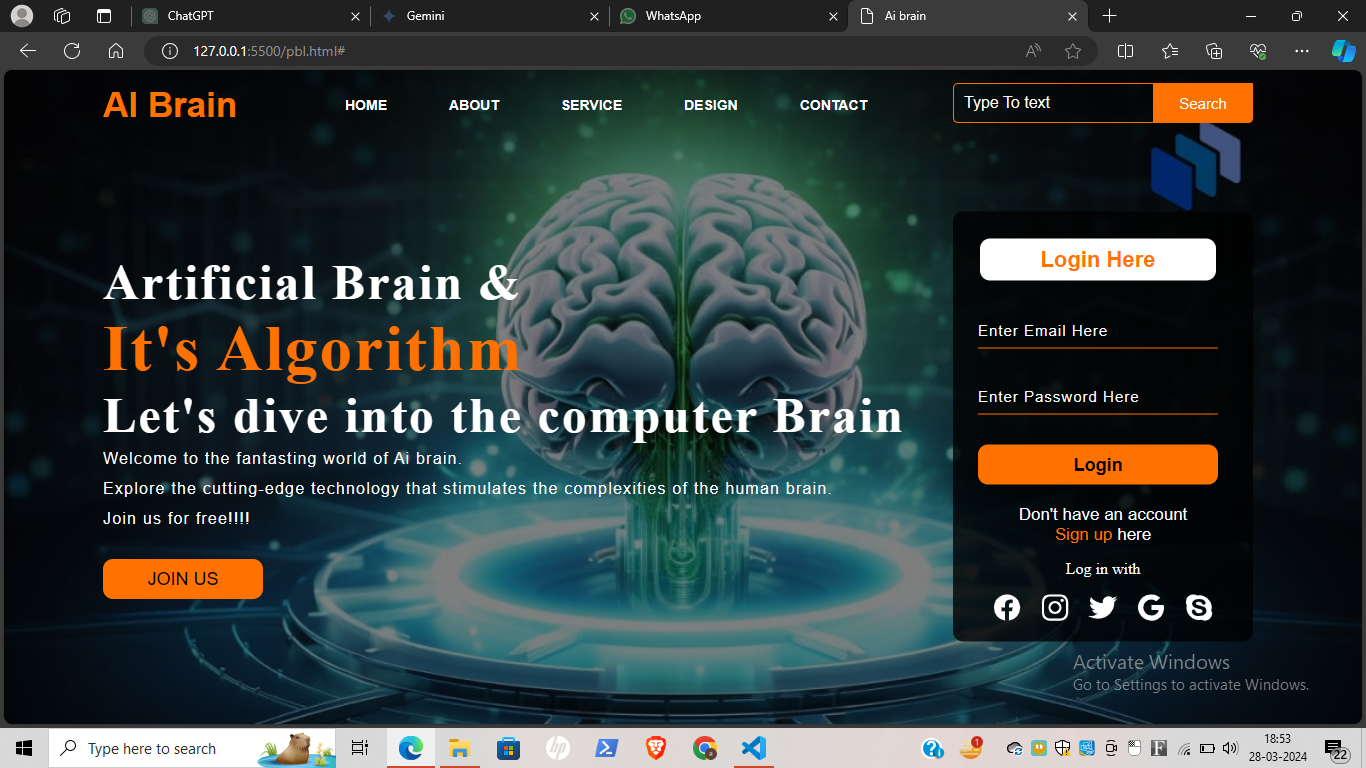 ChatGPT
Gemini
WhatsApp
Ai brain
127.0.0.1:5500/pbl.html#
AI Brain
HOME
ABOUT
SERVICE
DESIGN
CONTACT
Type To text
Search
Artificial Brain &
It's Algorithm
Let's dive into the computer Brain
Welcome to the fantasting world of Ai brain.
Explore the cutting-edge technology that stimulates the complexities of the human brain.
Join us for free!!!!
JOIN US
Login Here
Enter Email Here
Enter Password Here
Login
Don't have an account
Sign up here
Log in with
Activate Windows
Go to Settings to activate Windows.
Type here to search
hp
1
F
18:53
28-03-2024
22